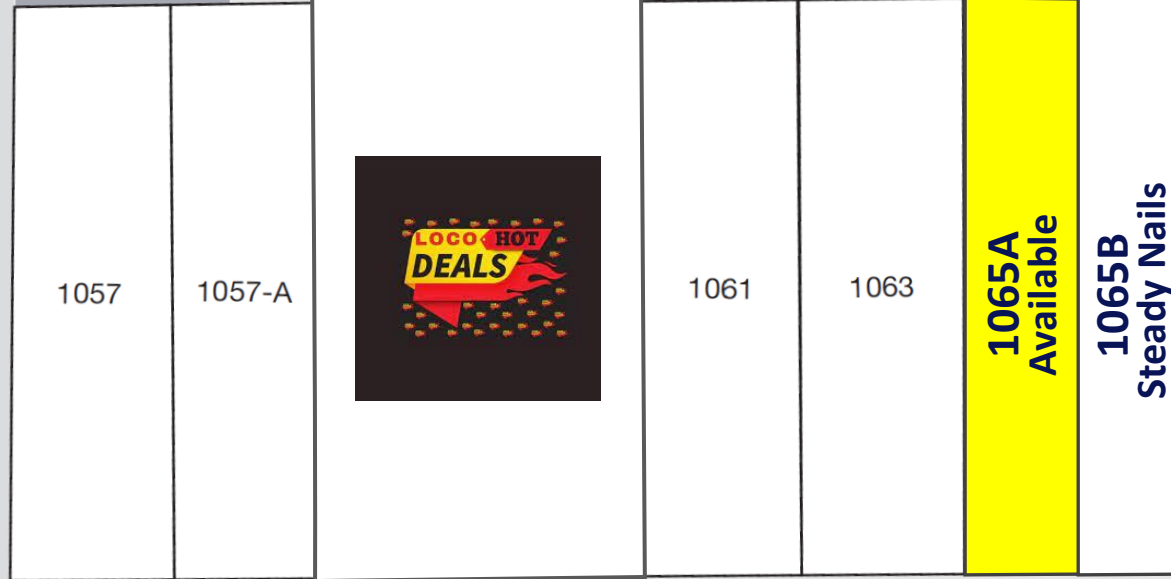 1057
1057-A
LOCO HOT
DEALS
1061
1063
1065A
Available
1065B
Steady Nails